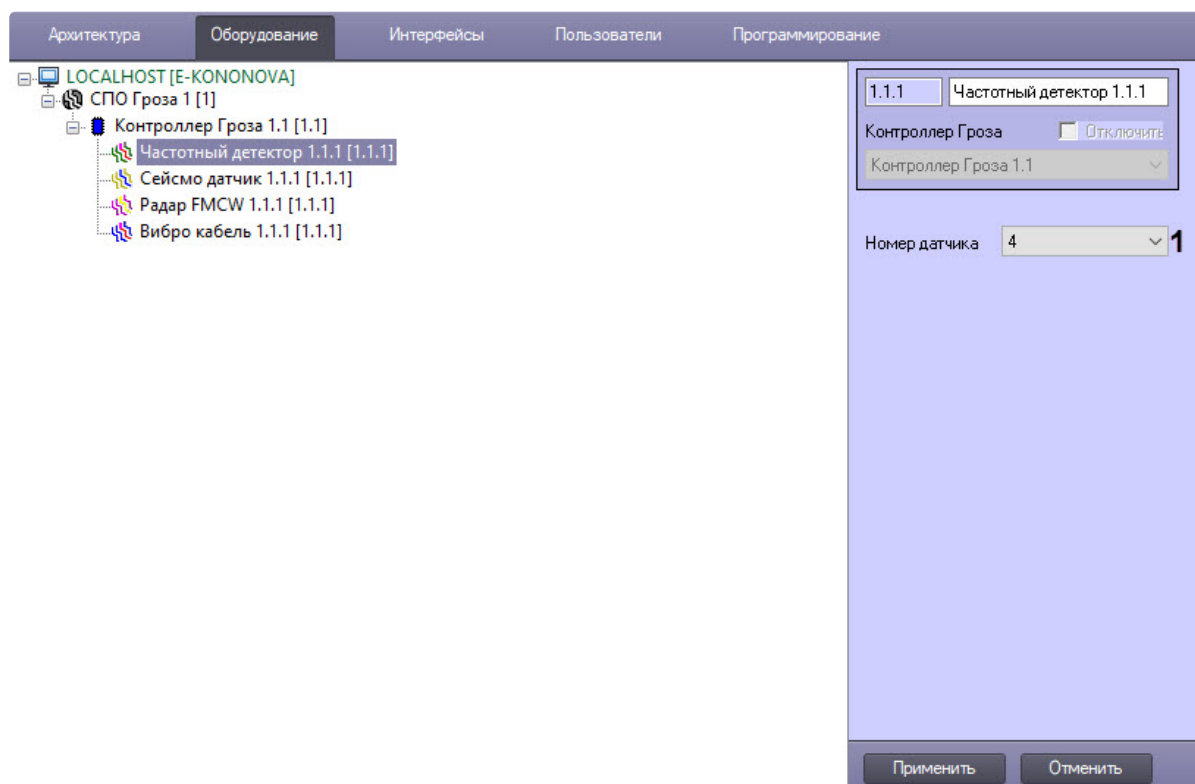 Архитектура Оборудование Интерфейсы Пользователи Программирование
LOCALHOST [E-KONONOVA]
СПО Гроза 1 [1]
Контроллер Гроза 1.1 [1.1]
Частотный детектор 1.1.1 [1.1.1]
Сейсмо датчик 1.1.1 [1.1.1]
Радар FMCW 1.1.1 [1.1.1]
Вибро кабель 1.1.1 [1.1.1]
1.1.1 Частотный детектор 1.1.1
Контроллер Гроза Отключить
Контроллер Гроза 1.1
Номер датчика 4 1
Применить Отменить